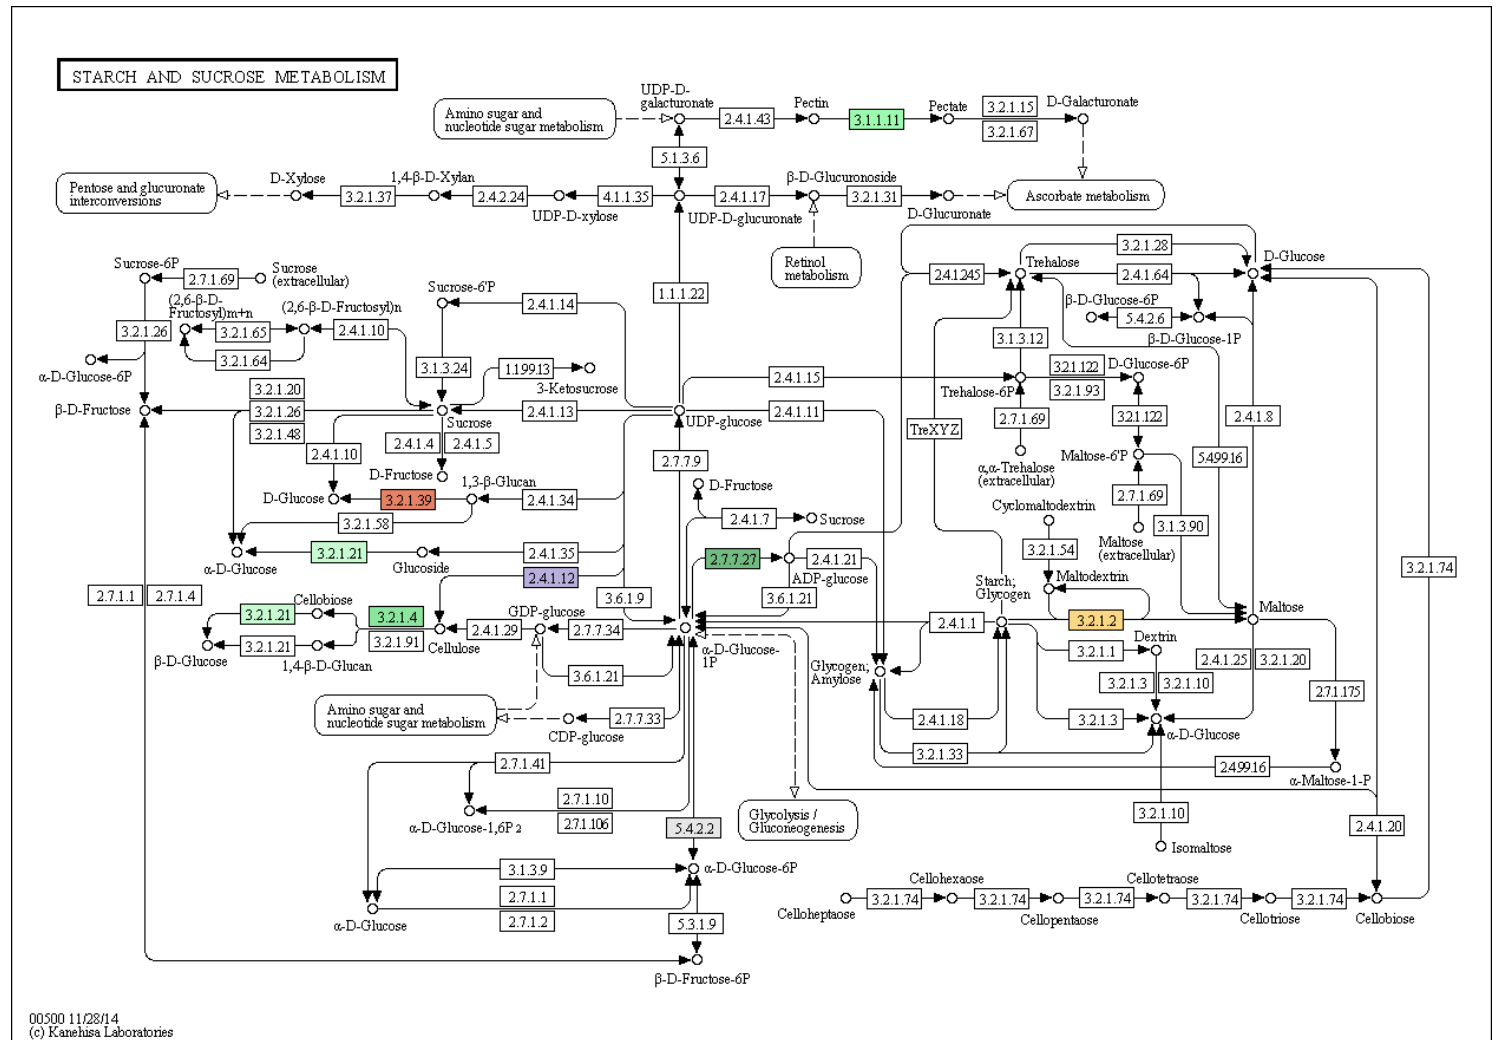 STARCH AND SUCROSE METABOLISM
Amino sugar and
nucleotide sugar metabolism
UDP-D-
galacturonate
2.4.1.43
Pectin
3.1.1.11
Pectate
3.2.1.15
3.2.1.67
D-Galacturonate
5.1.3.6
Pentose and glucuronate
interconversions
D-Xylose
3.2.1.37
1,4-β-D-Xylan
2.4.2.24
UDP-D-xylose
4.1.1.35
UDP-D-glucuronate
2.4.1.17
β-D-Glucuronoside
3.2.1.31
D-Glucuronate
Ascorbate metabolism
Retinol
metabolism
1.1.1.22
Sucrose-6P
2.7.1.69
Sucrose
(extracellular)
(2,6-β-D-
Fructosyl)m+n
(2,6-β-D-Fructosyl)n
3.2.1.26
3.2.1.65
3.2.1.64
2.4.1.10
α-D-Glucose-6P
Sucrose-6'P
2.4.1.14
3.1.3.24
1.1.99.13
3-Ketosucrose
β-D-Fructose
3.2.1.20
3.2.1.26
3.2.1.48
Sucrose
2.4.1.13
UDP-glucose
2.4.1.15
2.4.1.11
2.4.1.10
2.4.1.4
2.4.1.5
D-Fructose
2.7.7.9
D-Glucose
3.2.1.39
1,3-β-Glucan
2.4.1.34
3.2.1.58
D-Fructose
2.4.1.7
Sucrose
α-D-Glucose
3.2.1.21
Glucoside
2.4.1.35
2.4.1.12
2.7.7.27
ADP-glucose
2.4.1.21
3.6.1.9
3.6.1.21
2.7.1.1
2.7.1.4
3.2.1.21
Cellobiose
3.2.1.4
3.2.1.91
Cellulose
2.4.1.29
GDP-glucose
2.7.7.34
α-D-Glucose-
1P
β-D-Glucose
3.2.1.21
1,4-β-D-Glucan
3.6.1.21
Amino sugar and
nucleotide sugar metabolism
CDP-glucose
2.7.7.33
2.4.1245
Trehalose
3.2.1.28
2.4.1.64
D-Glucose
β-D-Glucose-6P
5.4.2.6
β-D-Glucose-1P
3.1.3.12
Trehalose-6P
3.2.1.122
3.2.1.93
D-Glucose-6P
TreXYZ
2.7.1.69
α,α-Trehalose
(extracellular)
3.2.1.122
Maltose-6'P
2.7.1.69
Maltose
(extracellular)
3.1.3.90
5.4.99.16
2.4.1.8
Cyclomaltodextrin
3.2.1.54
Maltodextrin
3.2.1.74
Starch;
Glycogen
2.4.1.1
3.2.1.2
Maltose
Glycogen;
Amylose
3.2.1.1
Dextrin
3.2.1.3
3.2.1.10
2.4.1.25
3.2.1.20
2.7.1.175
2.4.1.18
3.2.1.3
α-D-Glucose
3.2.1.33
2.4.99.16
α-Maltose-1-P
3.2.1.10
Isomaltose
2.4.1.20
2.7.1.41
α-D-Glucose-1,6P2
2.7.1.10
2.7.1.106
5.4.2.2
Glycolysis /
Gluconeogenesis
3.1.3.9
α-D-Glucose-6P
2.7.1.1
2.7.1.2
α-D-Glucose
5.3.1.9
β-D-Fructose-6P
Celloheptaose
3.2.1.74
Cellohexaose
3.2.1.74
Cellopentaose
3.2.1.74
Cellotetraose
3.2.1.74
Cellotriose
3.2.1.74
Cellobiose
00500 11/28/14
(c) Kanehisa Laboratories